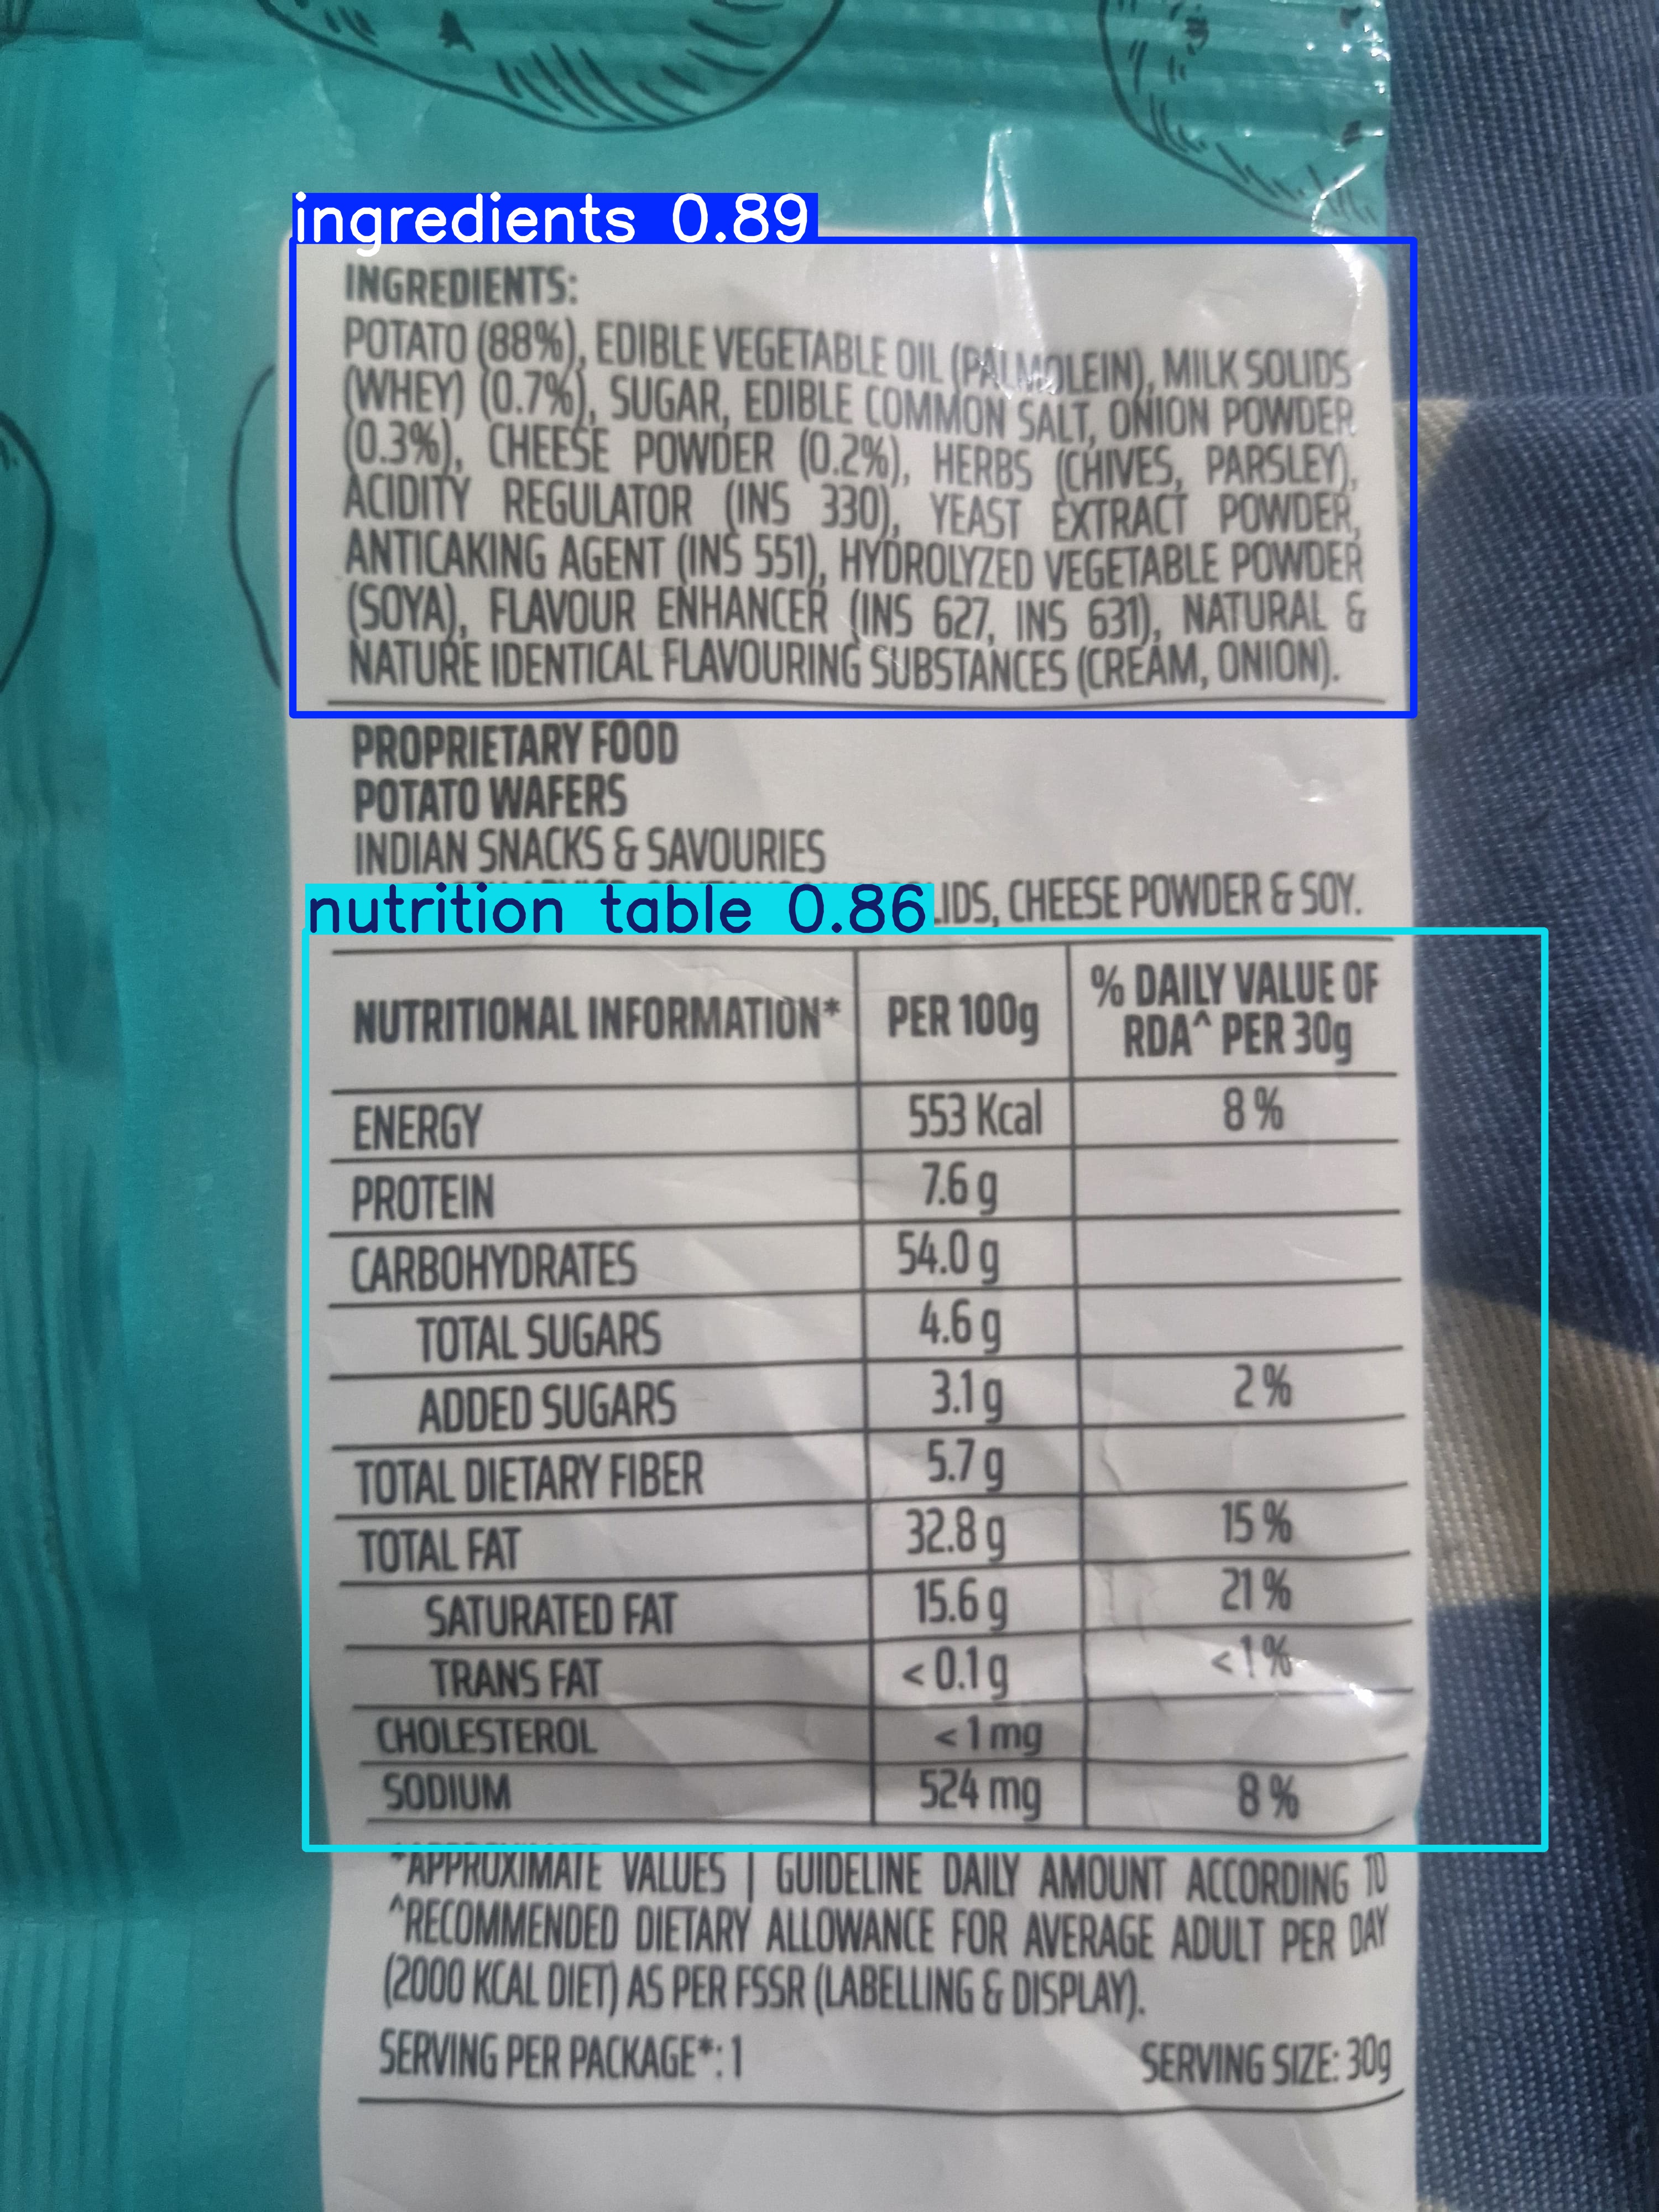 ingredients 0.89
INGREDIENTS:
POTATO (88%), EDIBLE VEGETABLE OIL (PALMOLEIN), MILK SOLIDS
(WHEY) (0.7%), SUGAR, EDIBLE COMMON SALT, ONION POWDER
(0.3%), CHEESE POWDER (0.2%), HERBS (CHIVES, PARSLEY),
ACIDITY REGULATOR (INS 330), YEAST EXTRACT POWDER,
ANTICAKING AGENT (INS 551), HYDROLYZED VEGETABLE POWDER
(SOYA), FLAVOUR ENHANCER (INS 627, INS 631), NATURAL &
NATURE IDENTICAL FLAVOURING SUBSTANCES (CREAM, ONION).
PROPRIETARY FOOD
POTATO WAFERS
INDIAN SNACKS & SAVOURIES
CHEESE POWDER & SOY.
nutrition table 0.86
NUTRITIONAL INFORMATION* PER 100g % DAILY VALUE OF RDA^ PER 30g
ENERGY 553 Kcal 8 %
PROTEIN 7.6 g
CARBOHYDRATES 54.0 g
TOTAL SUGARS 4.6 g
ADDED SUGARS 3.1 g 2 %
TOTAL DIETARY FIBER 5.7 g
TOTAL FAT 32.8 g 15 %
SATURATED FAT 15.6 g 21 %
TRANS FAT < 0.1 g < 1 %
CHOLESTEROL < 1 mg
SODIUM 524 mg 8 %
*APPROXIMATE VALUES | GUIDELINE DAILY AMOUNT ACCORDING TO
^RECOMMENDED DIETARY ALLOWANCE FOR AVERAGE ADULT PER DAY
(2000 KCAL DIET) AS PER FSSR (LABELLING & DISPLAY).
SERVING PER PACKAGE*: 1 SERVING SIZE: 30g